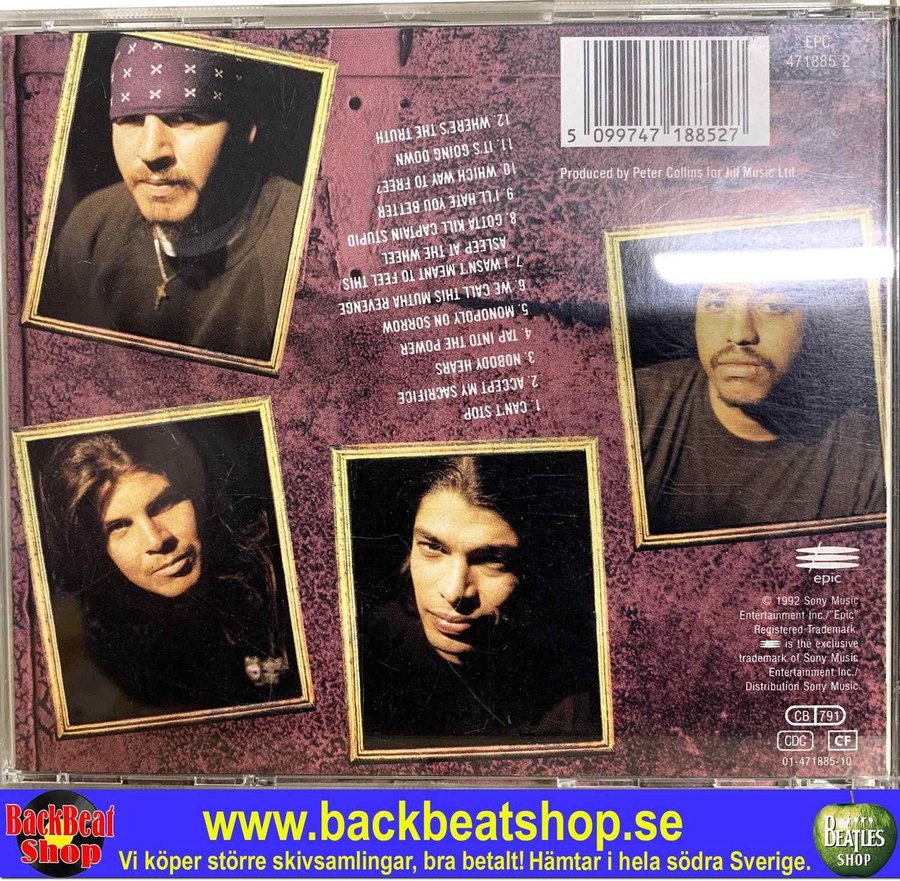 EPC
471885 2
5 099747 188527
Produced by Peter Collins for Jill Music Ltd.
1. CAN'T STOP
2. ACCEPT MY SACRIFICE
3. NOBODY HEARS
4. TAP INTO THE POWER
5. MONOPOLY ON SORROW
6. WE CALL THIS MUTHA REVENGE
7. I WASN'T MEANT TO FEEL THIS
ASLEEP AT THE WHEEL
8. GOTTA KILL CAPTAIN STUPID
9. I'LL HATE YOU BETTER
10. WHICH WAY TO FREE?
11. IT'S GOING DOWN
12. WHERE'S THE TRUTH
epic
© 1992 Sony Music
Entertainment Inc./"Epic"
Registered Trademark.
is the exclusive
trademark of Sony Music
Entertainment Inc./
Distribution Sony Music
CB 791
CDC CF
01-471885-10
BackBeat
Shop
www.backbeatshop.se
Vi köper större skivsamlingar, bra betalt! Hämtar i hela södra Sverige.
BEATLES
SHOP